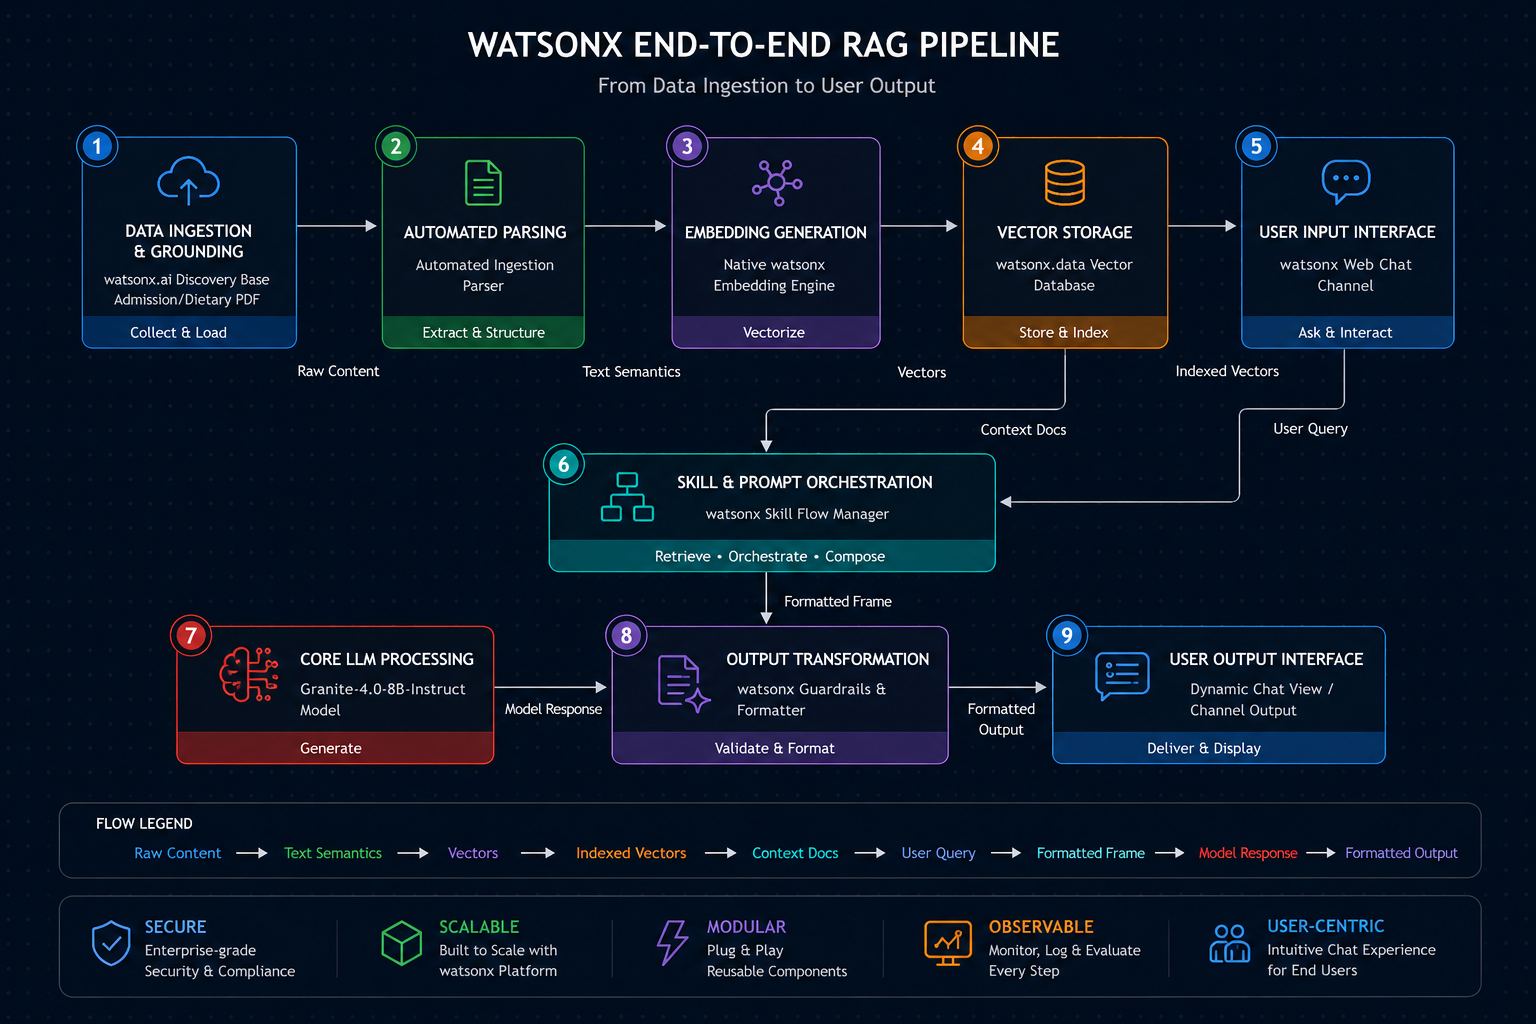 WATSONX END-TO-END RAG PIPELINE
From Data Ingestion to User Output
1
DATA INGESTION
& GROUNDING
watsonx.ai Discovery Base
Admission/Dietary PDF
Collect & Load
2
AUTOMATED PARSING
Automated Ingestion
Parser
Extract & Structure
3
EMBEDDING GENERATION
Native watsonx
Embedding Engine
Vectorize
4
VECTOR STORAGE
watsonx.data Vector
Database
Store & Index
5
USER INPUT INTERFACE
watsonx Web Chat
Channel
Ask & Interact
Raw Content
Text Semantics
Vectors
Indexed Vectors
Context Docs
User Query
6
SKILL & PROMPT ORCHESTRATION
watsonx Skill Flow Manager
Retrieve • Orchestrate • Compose
Formatted Frame
7
CORE LLM PROCESSING
Granite-4.0-8B-Instruct
Model
Generate
Model Response
8
OUTPUT TRANSFORMATION
watsonx Guardrails &
Formatter
Validate & Format
Formatted
Output
9
USER OUTPUT INTERFACE
Dynamic Chat View /
Channel Output
Deliver & Display
FLOW LEGEND
Raw Content
Text Semantics
Vectors
Indexed Vectors
Context Docs
User Query
Formatted Frame
Model Response
Formatted Output
SECURE
Enterprise-grade
Security & Compliance
SCALABLE
Built to Scale with
watsonx Platform
MODULAR
Plug & Play
Reusable Components
OBSERVABLE
Monitor, Log & Evaluate
Every Step
USER-CENTRIC
Intuitive Chat Experience
for End Users